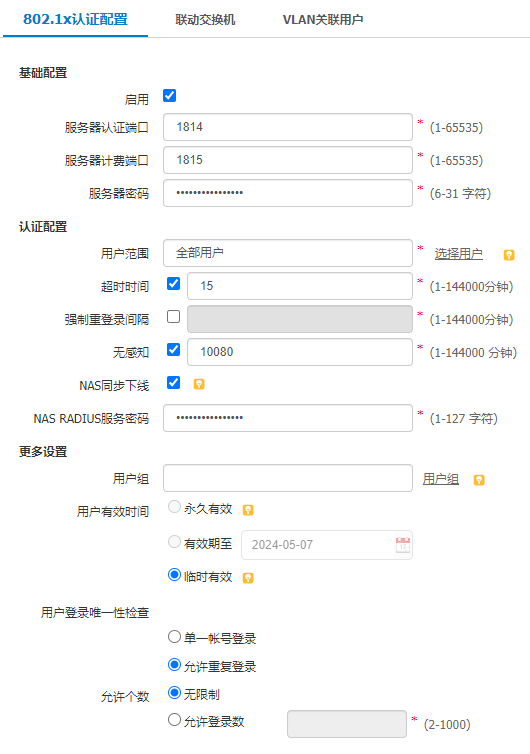 802.1x认证配置 联动交换机 VLAN关联用户
基础配置
启用
服务器认证端口 1814 * (1-65535)
服务器计费端口 1815 * (1-65535)
服务器密码 •••••••••••••••• * (6-31 字符)
认证配置
用户范围 全部用户 * 选择用户
超时时间 15 * (1-144000分钟)
强制重登录间隔 * (1-144000分钟)
无感知 10080 * (1-144000 分钟)
NAS同步下线
NAS RADIUS服务密码 •••••••••••••••• * (1-127 字符)
更多设置
用户组 用户组
用户有效时间 永久有效
有效期至 2024-05-07
临时有效
用户登录唯一性检查
单一帐号登录
允许重复登录
允许个数 无限制
允许登录数 * (2-1000)